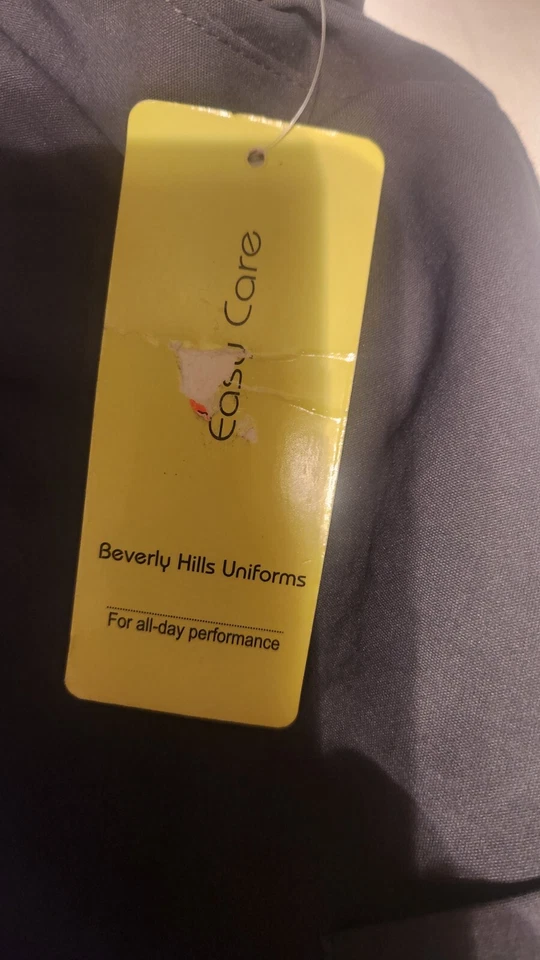 Easy Care
Beverly Hills Uniforms
For all-day performance